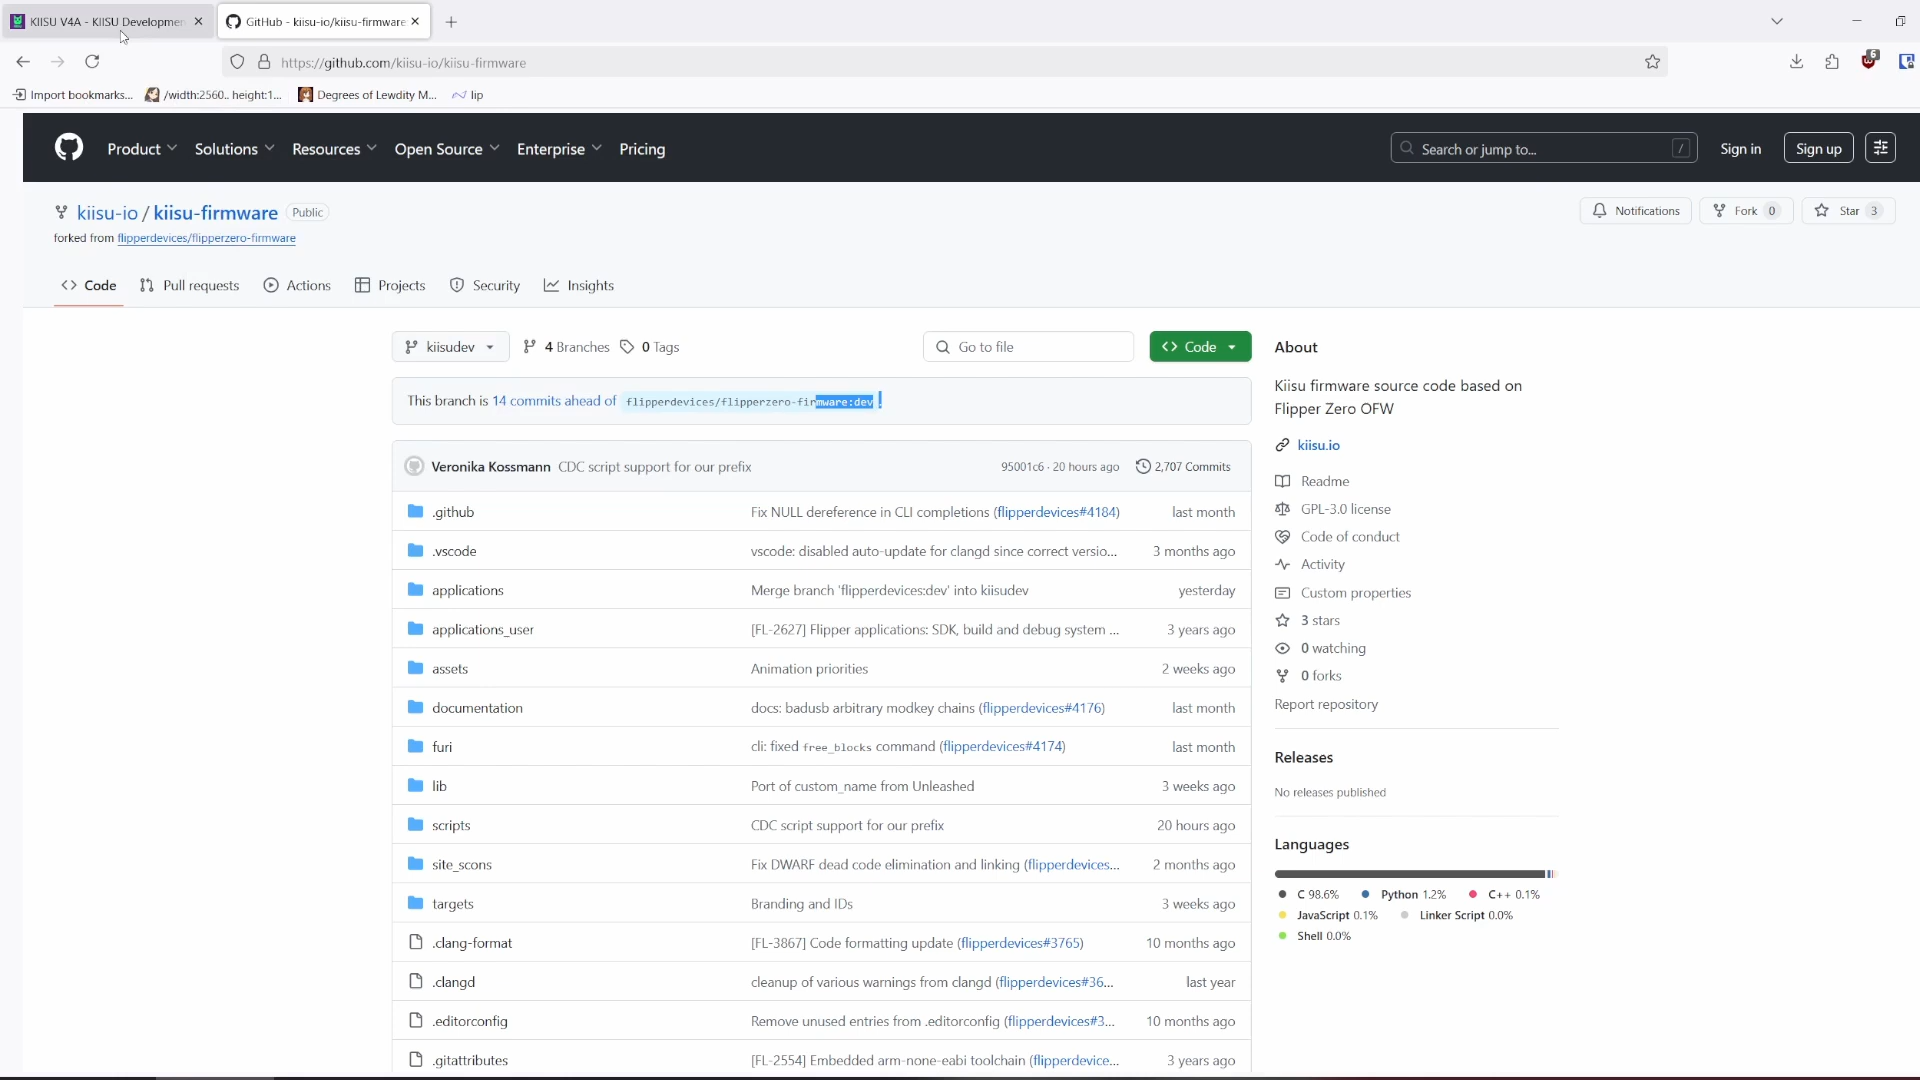 KIISU V4A - KIISU Developmen
GitHub - kiisu-io/kiisu-firmware
https://github.com/kiisu-io/kiisu-firmware
6
Import bookmarks...
/width:2560.. height:1...
Degrees of Lewdity M...
lip
Product
Solutions
Resources
Open Source
Enterprise
Pricing
Search or jump to...
/
Sign in
Sign up
kiisu-io / kiisu-firmware
Public
forked from flipperdevices/flipperzero-firmware
Notifications
Fork 0
Star 3
Code
Pull requests
Actions
Projects
Security
Insights
kiisudev
4 Branches
0 Tags
Go to file
Code
This branch is 14 commits ahead of flipperdevices/flipperzero-firmware:dev .
Veronika Kossmann CDC script support for our prefix
95001c6 · 20 hours ago
2,707 Commits
.github
Fix NULL dereference in CLI completions (flipperdevices#4184)
last month
.vscode
vscode: disabled auto-update for clangd since correct versio...
3 months ago
applications
Merge branch 'flipperdevices:dev' into kiisudev
yesterday
applications_user
[FL-2627] Flipper applications: SDK, build and debug system ...
3 years ago
assets
Animation priorities
2 weeks ago
documentation
docs: badusb arbitrary modkey chains (flipperdevices#4176)
last month
furi
cli: fixed free_blocks command (flipperdevices#4174)
last month
lib
Port of custom_name from Unleashed
3 weeks ago
scripts
CDC script support for our prefix
20 hours ago
site_scons
Fix DWARF dead code elimination and linking (flipperdevices...
2 months ago
targets
Branding and IDs
3 weeks ago
.clang-format
[FL-3867] Code formatting update (flipperdevices#3765)
10 months ago
.clangd
cleanup of various warnings from clangd (flipperdevices#36...
last year
.editorconfig
Remove unused entries from .editorconfig (flipperdevices#3...
10 months ago
.gitattributes
[FL-2554] Embedded arm-none-eabi toolchain (flipperdevice...
3 years ago
About
Kiisu firmware source code based on
Flipper Zero OFW
kiisu.io
Readme
GPL-3.0 license
Code of conduct
Activity
Custom properties
3 stars
0 watching
0 forks
Report repository
Releases
No releases published
Languages
C 98.6%
Python 1.2%
C++ 0.1%
JavaScript 0.1%
Linker Script 0.0%
Shell 0.0%